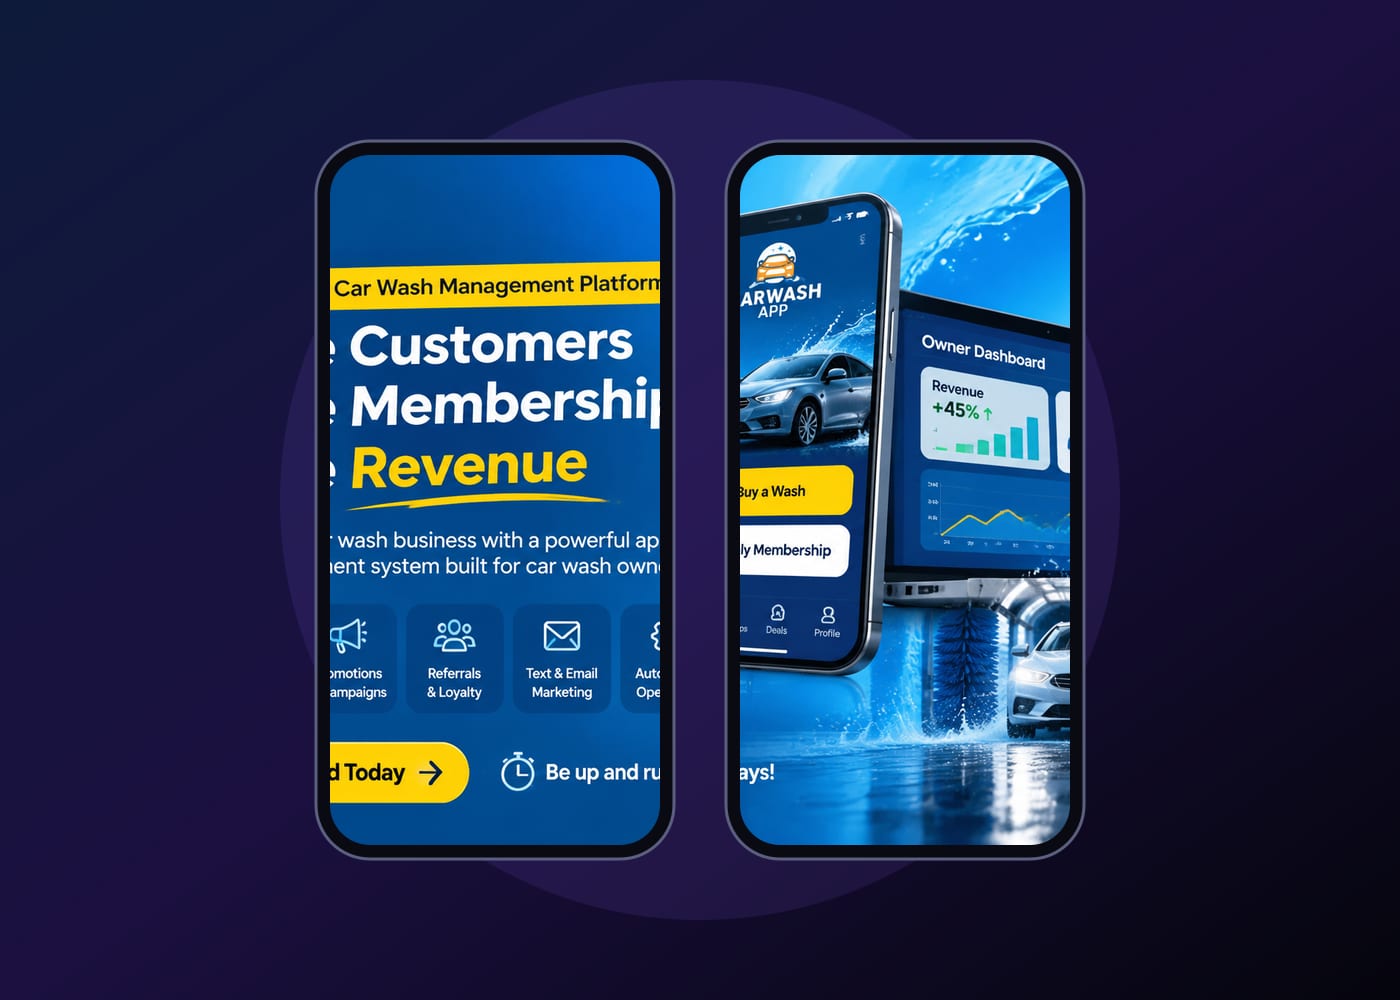 Car Wash Management Platform
e Customers
e Membership
e Revenue
wash business with a powerful ap
ent system built for car wash own
omotions
ampaigns
Referrals
& Loyalty
Text & Email
Marketing
Auto
Ope
d Today
Be up and ru
ARWASH
APP
Buy a Wash
ly Membership
ps
Deals
Profile
Owner Dashboard
Revenue
+45%
ays!